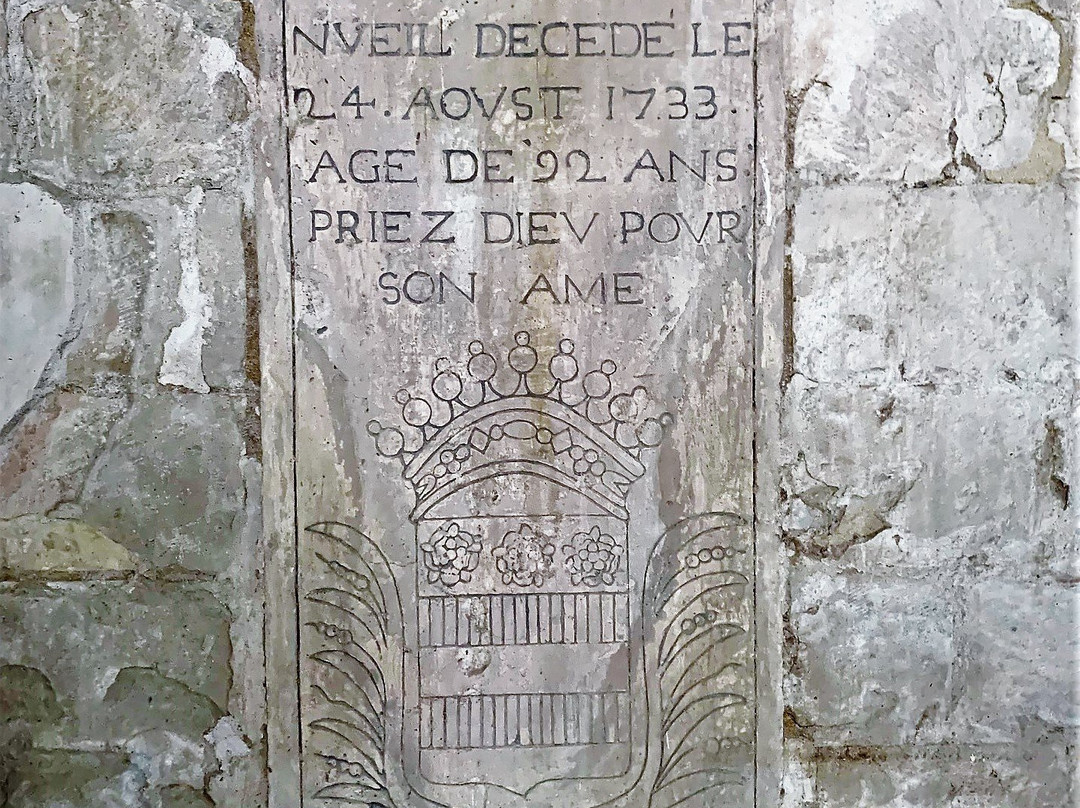 NVEIL DECEDE LE
24. AOVST 1733.
AGE DE 92 ANS
PRIEZ DIEV POVR
SON AME